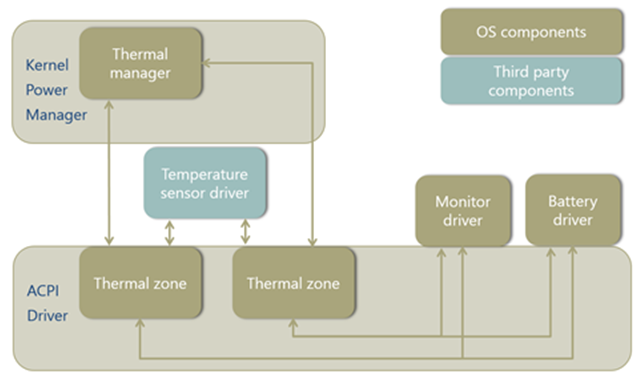 Kernel
Power
Manager
Thermal
manager
OS components
Third party
components
Temperature
sensor driver
Monitor
driver
Battery
driver
ACPI
Driver
Thermal zone
Thermal zone